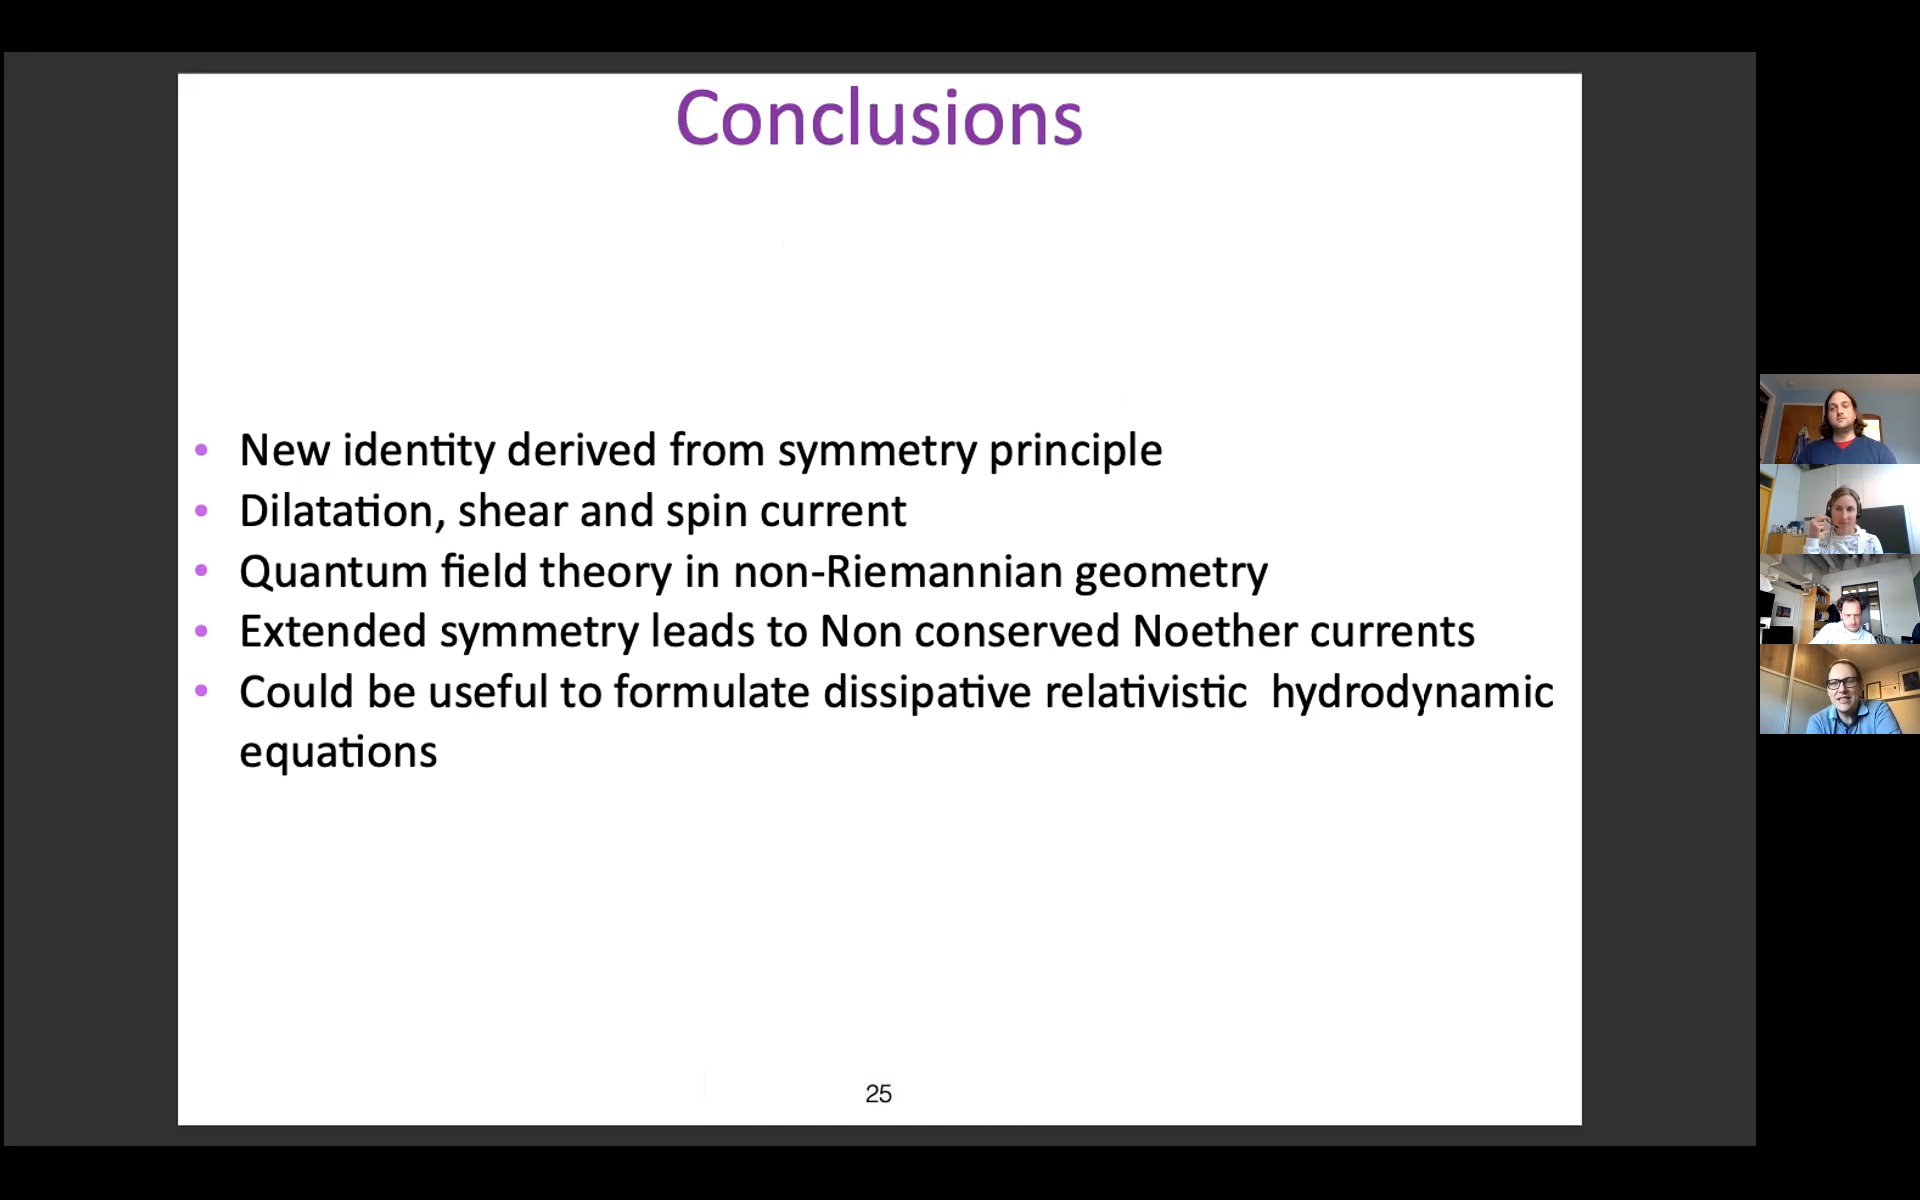 Conclusions
• New identity derived from symmetry principle
• Dilatation, shear and spin current
• Quantum field theory in non-Riemannian geometry
• Extended symmetry leads to Non conserved Noether currents
• Could be useful to formulate dissipative relativistic  hydrodynamic
equations
25